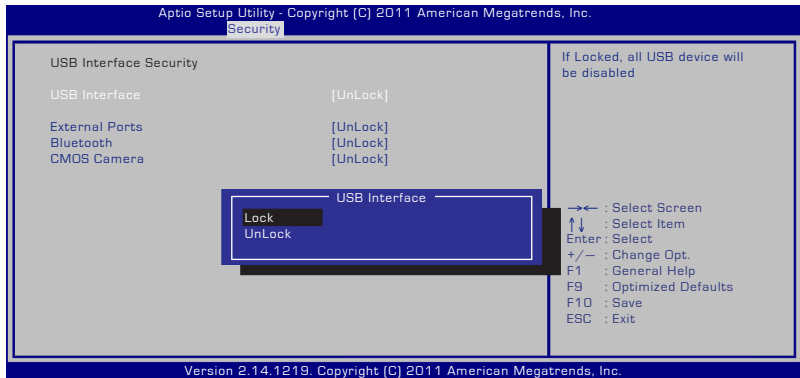 Aptio Setup Utility - Copyright (C) 2011 American Megatrends, Inc.
Security
USB Interface Security
USB Interface [UnLock]
External Ports [UnLock]
Bluetooth [UnLock]
CMOS Camera [UnLock]
USB Interface
Lock
UnLock
If Locked, all USB device will
be disabled
→← : Select Screen
↑↓ : Select Item
Enter : Select
+/— : Change Opt.
F1 : General Help
F9 : Optimized Defaults
F10 : Save
ESC : Exit
Version 2.14.1219. Copyright (C) 2011 American Megatrends, Inc.